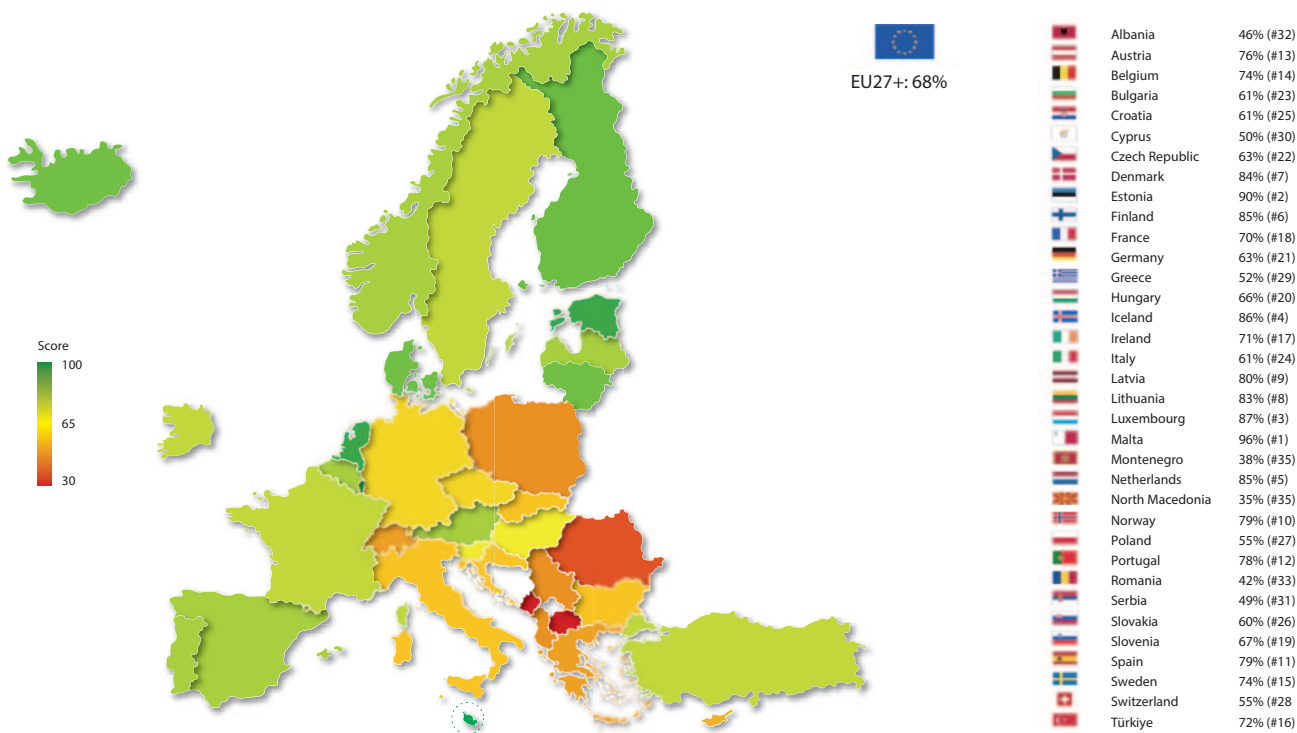 EU27+: 68%
Score
100
65
30
Albania 46% (#32)
Austria 76% (#13)
Belgium 74% (#14)
Bulgaria 61% (#23)
Croatia 61% (#25)
Cyprus 50% (#30)
Czech Republic 63% (#22)
Denmark 84% (#7)
Estonia 90% (#2)
Finland 85% (#6)
France 70% (#18)
Germany 63% (#21)
Greece 52% (#29)
Hungary 66% (#20)
Iceland 86% (#4)
Ireland 71% (#17)
Italy 61% (#24)
Latvia 80% (#9)
Lithuania 83% (#8)
Luxembourg 87% (#3)
Malta 96% (#1)
Montenegro 38% (#35)
Netherlands 85% (#5)
North Macedonia 35% (#35)
Norway 79% (#10)
Poland 55% (#27)
Portugal 78% (#12)
Romania 42% (#33)
Serbia 49% (#31)
Slovakia 60% (#26)
Slovenia 67% (#19)
Spain 79% (#11)
Sweden 74% (#15)
Switzerland 55% (#28
Türkiye 72% (#16)